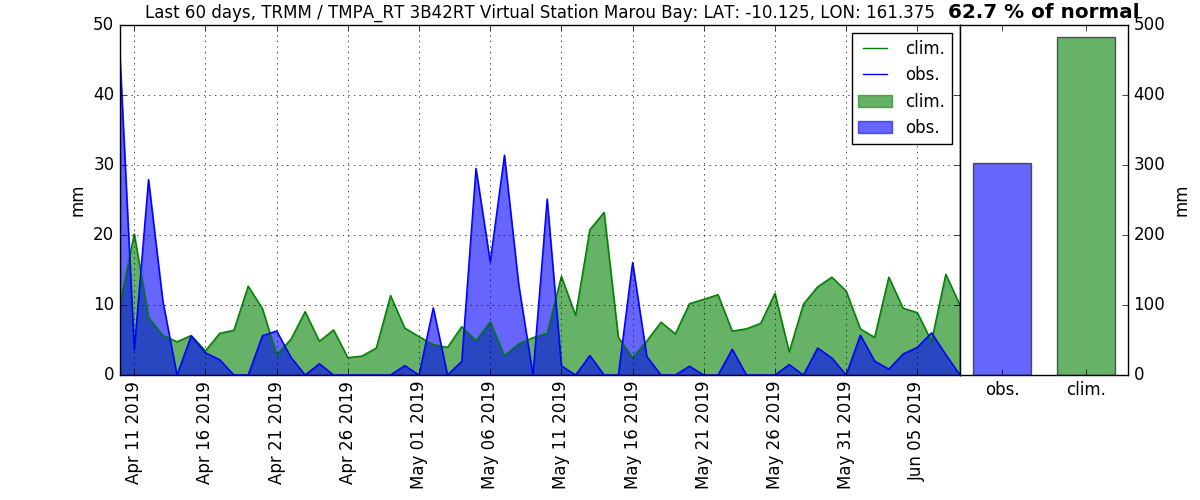 Last 60 days, TRMM / TMPA_RT 3B42RT Virtual Station Marou Bay: LAT: -10.125, LON: 161.375
62.7 % of normal
50
40
30
20
10
0
mm
clim.
obs.
clim.
obs.
500
400
300
200
100
0
mm
Apr 11 2019
Apr 16 2019
Apr 21 2019
Apr 26 2019
May 01 2019
May 06 2019
May 11 2019
May 16 2019
May 21 2019
May 26 2019
May 31 2019
Jun 05 2019
obs.
clim.